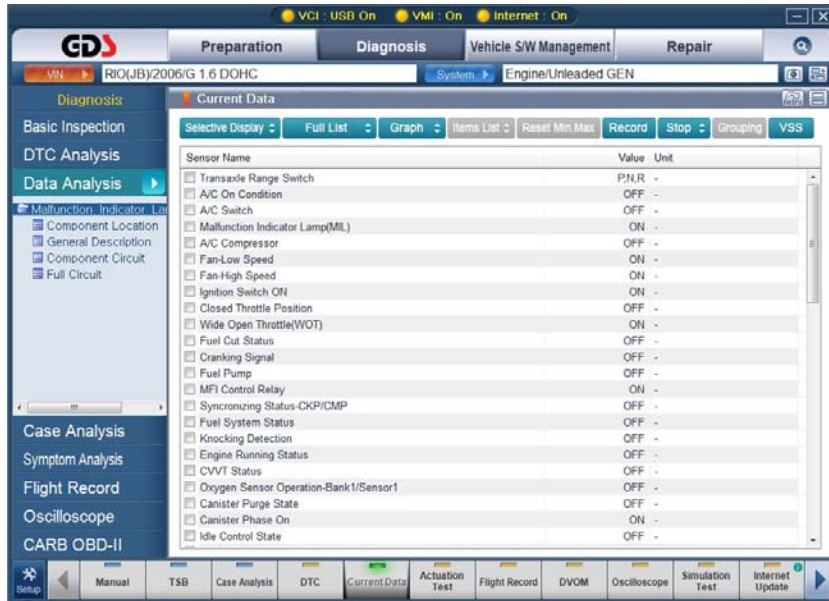 VCI : USB On VMI : On Internet : On
GDS Preparation Diagnosis Vehicle S/W Management Repair
VIN RIO(JB)/2006/G 1.6 DOHC System Engine/Unleaded GEN
Diagnosis
Basic Inspection
DTC Analysis
Data Analysis
Malfunction Indicator La
Component Location
General Description
Component Circuit
Full Circuit
Case Analysis
Symptom Analysis
Flight Record
Oscilloscope
CARB OBD-II
Current Data
Selective Display Full List Graph Items List Reset Min.Max Record Stop Grouping VSS
Sensor Name Value Unit
Transaxle Range Switch P,N,R -
A/C On Condition OFF -
A/C Switch OFF -
Malfunction Indicator Lamp(MIL) ON -
A/C Compressor OFF -
Fan-Low Speed ON -
Fan-High Speed ON -
Ignition Switch ON ON -
Closed Throttle Position OFF -
Wide Open Throttle(WOT) ON -
Fuel Cut Status OFF -
Cranking Signal OFF -
Fuel Pump OFF -
MFI Control Relay ON -
Syncronizing Status-CKP/CMP OFF -
Fuel System Status OFF -
Knocking Detection OFF -
Engine Running Status OFF -
CVVT Status OFF -
Oxygen Sensor Operation-Bank1/Sensor1 OFF -
Canister Purge State OFF -
Canister Phase On ON -
Idle Control State OFF -
Setup Manual TSB Case Analysis DTC Current Data Actuation Test Flight Record DVOM Oscilloscope Simulation Test Internet Update